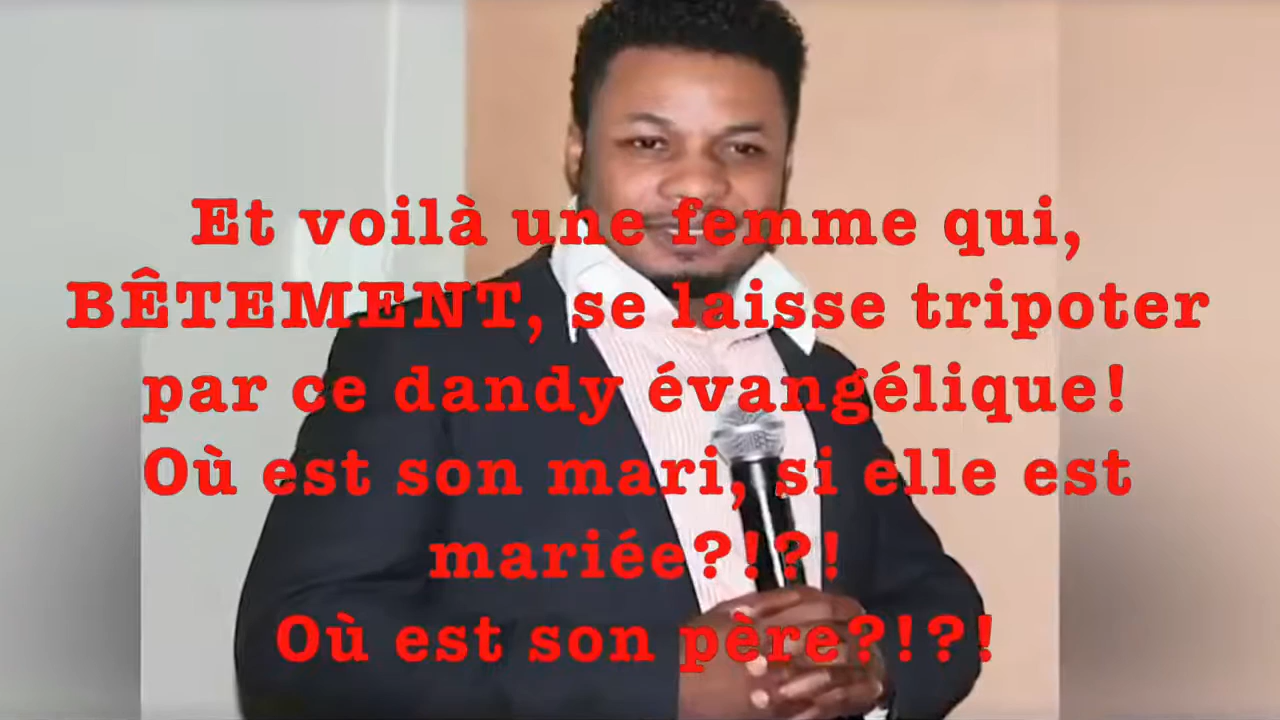 Et voilà une femme qui,
BÊTEMENT, se laisse tripoter
par ce dandy évangélique!
Où est son mari, si elle est
mariée?!?!
Où est son père?!?!